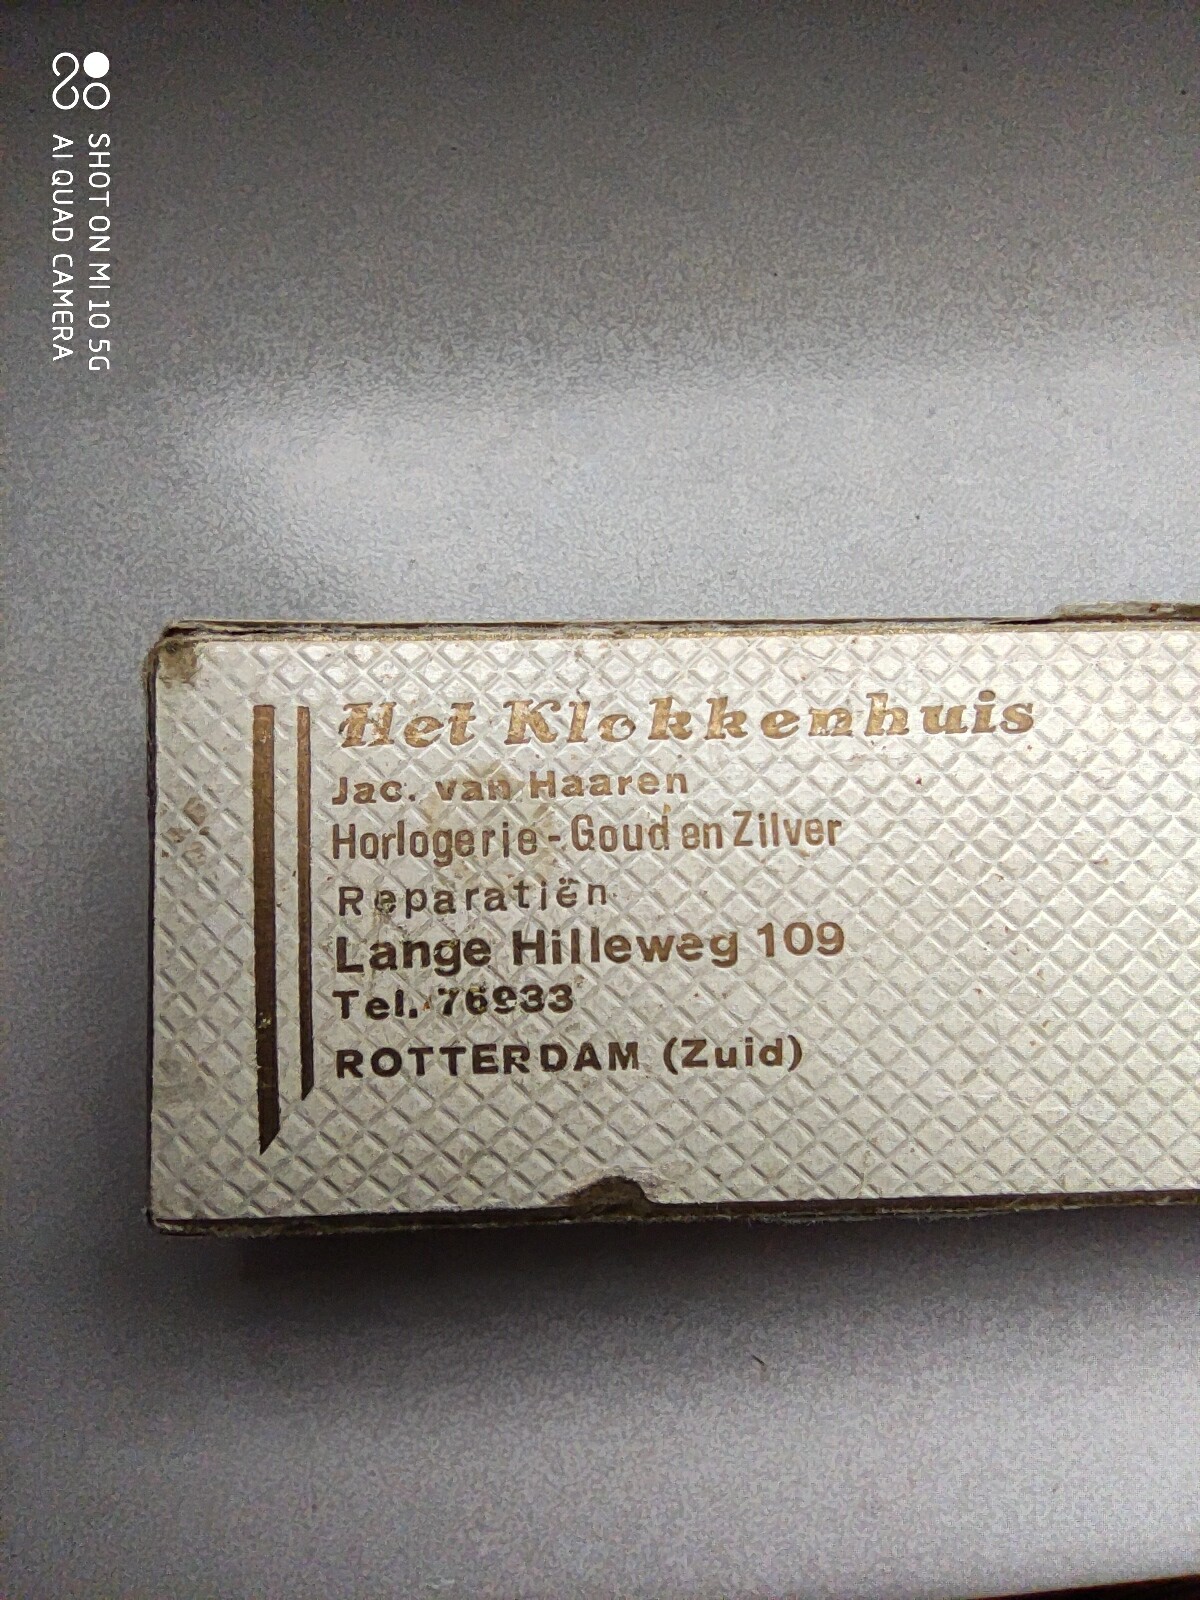 SHOT ON MI 10 5G
AI QUAD CAMERA
Het Klokkenhuis
Jac. van Haaren
Horlogerie - Goud en Zilver
Reparatiën
Lange Hilleweg 109
Tel. 76933
ROTTERDAM (Zuid)